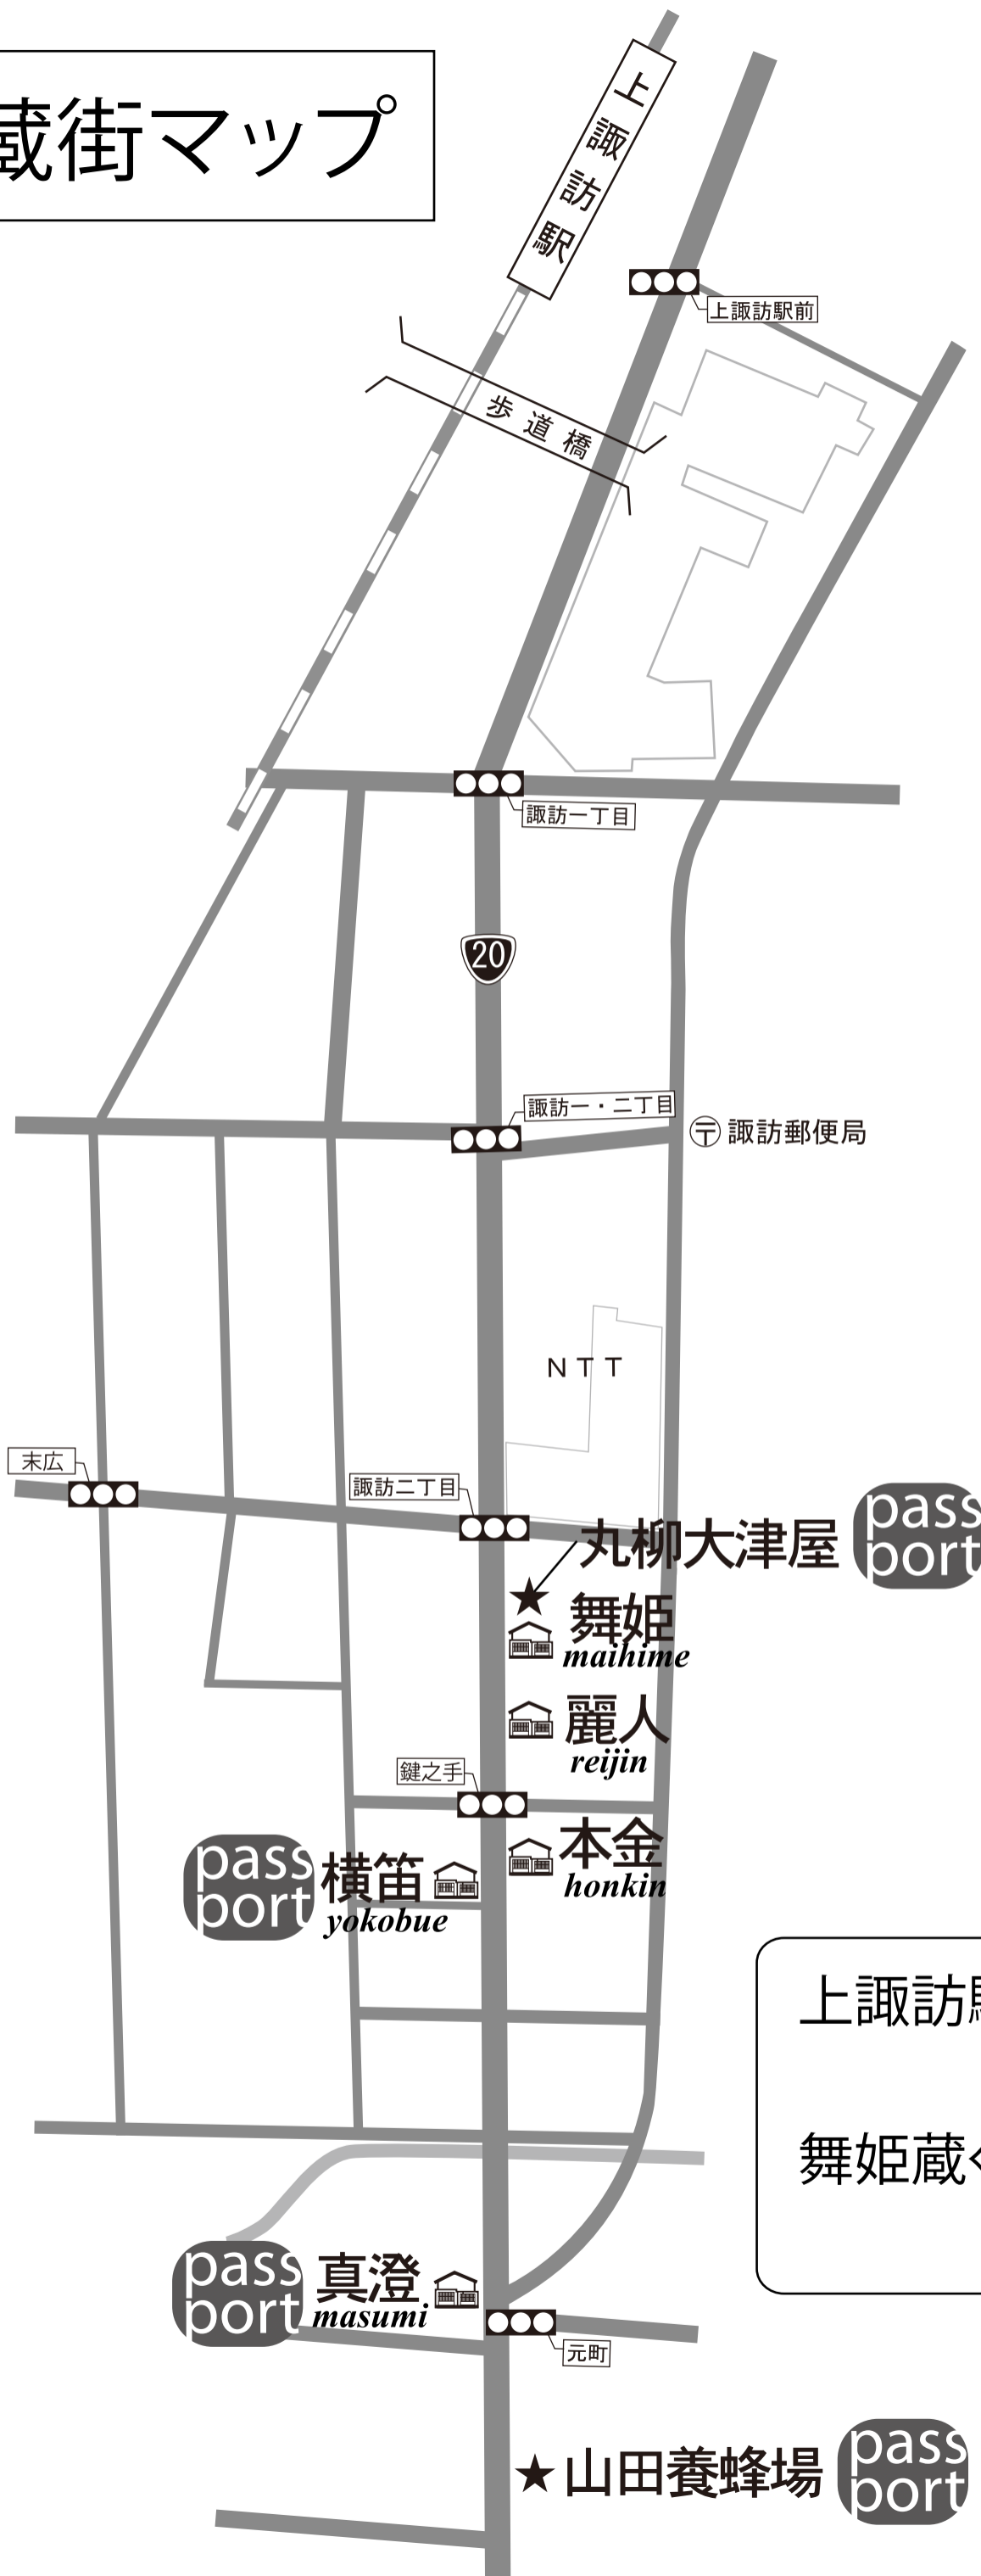 蔵街マップ
上諏訪駅
上諏訪駅前
歩道橋
諏訪一丁目
20
諏訪一・二丁目
〒諏訪郵便局
NTT
末広
諏訪二丁目
丸柳大津屋
pass
port
★
舞姫
maihime
麗人
reijin
鍵之手
本金
honkin
pass
port
横笛
yokobue
上諏訪駅
舞姫蔵く
pass
port
真澄
masumi
元町
★山田養蜂場
pass
port